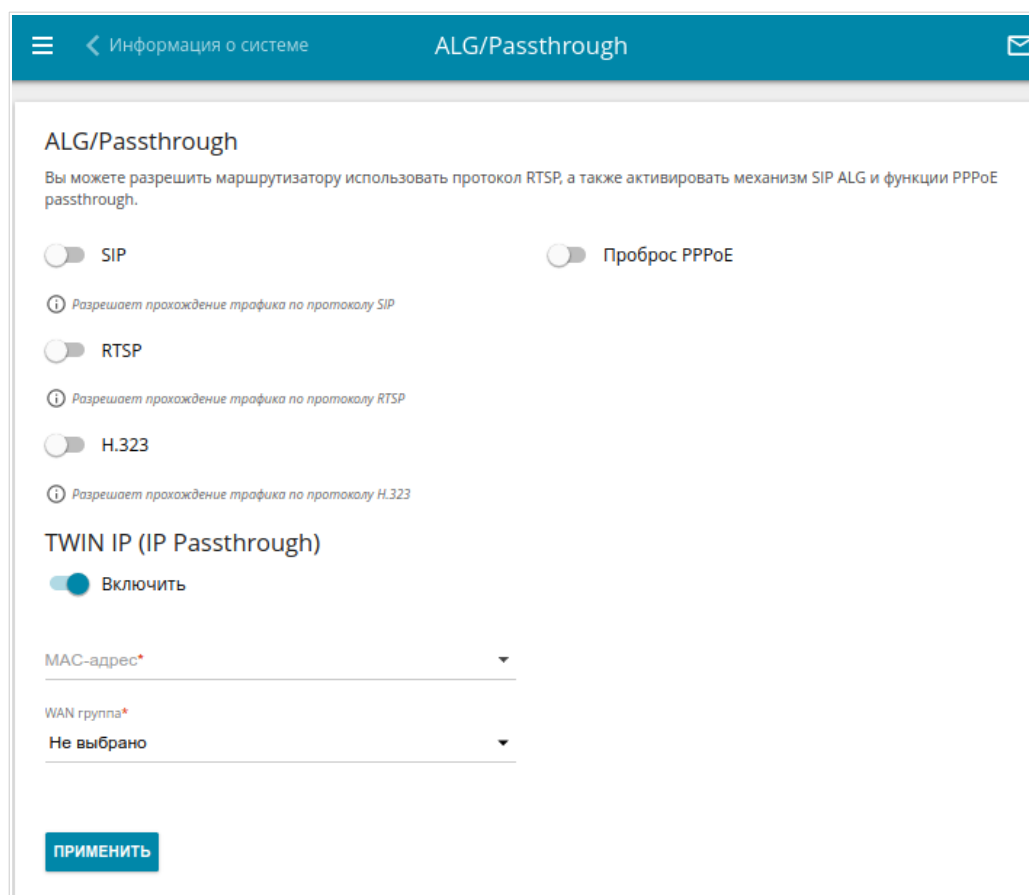 Информация о системе
ALG/Passthrough
ALG/Passthrough
Вы можете разрешить маршрутизатору использовать протокол RTSP, а также активировать механизм SIP ALG и функции PPPoE
passthrough.
SIP
Проброс PPPoE
Разрешает прохождение трафика по протоколу SIP
RTSP
Разрешает прохождение трафика по протоколу RTSP
H.323
Разрешает прохождение трафика по протоколу H.323
TWIN IP (IP Passthrough)
Включить
MAC-адрес*
WAN группа*
Не выбрано
ПРИМЕНИТЬ